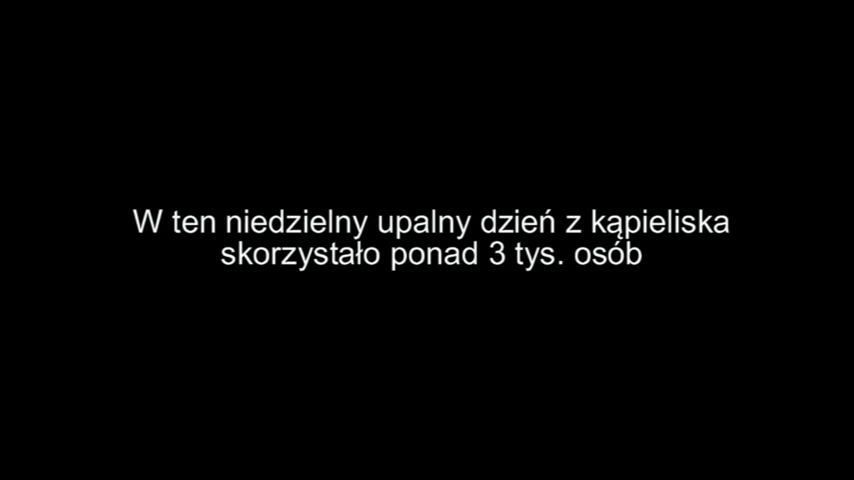 W ten niedzielny upalny dzień z kąpieliska
skorzystało ponad 3 tys. osób